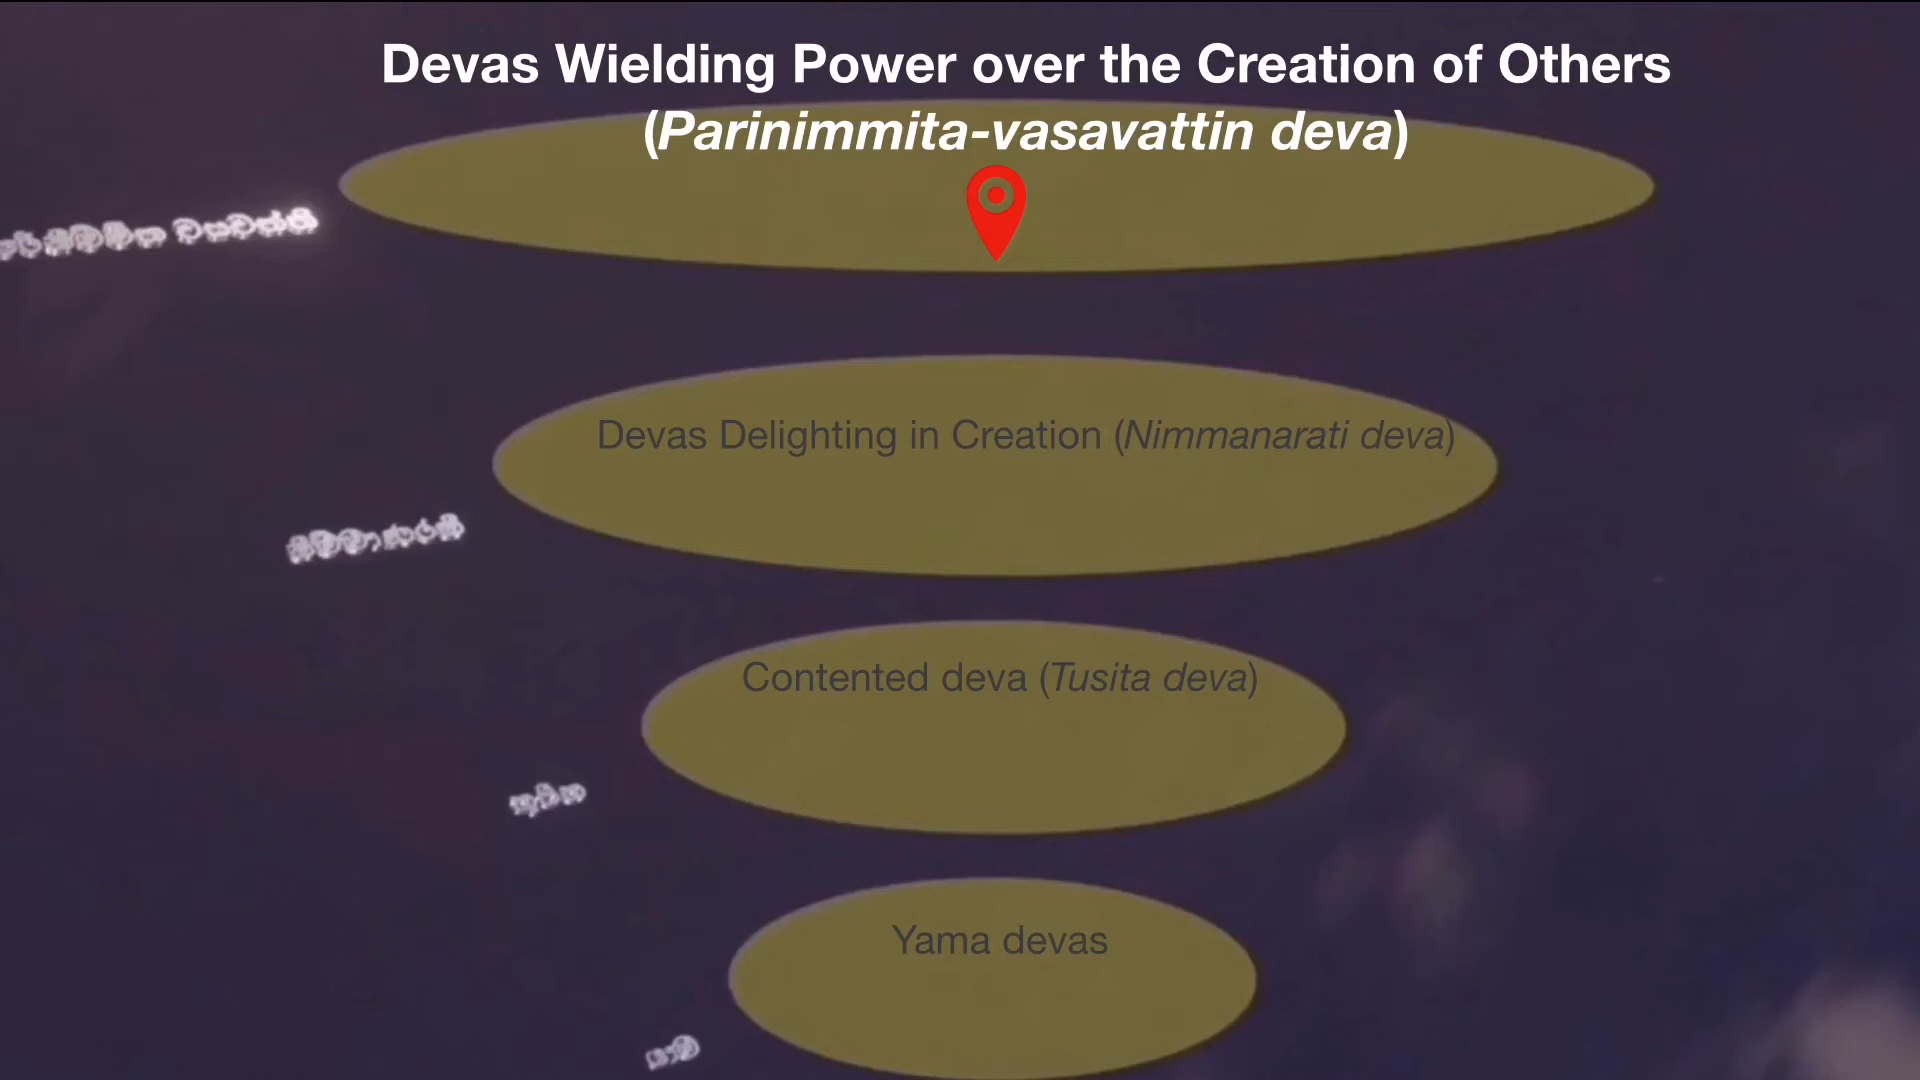 Devas Wielding Power over the Creation of Others
(Parinimmita-vasavattin deva)
වසවත්ති
Devas Delighting in Creation (Nimmanarati deva)
Contented deva (Tusita deva)
තුසිත
Yama devas
යාම